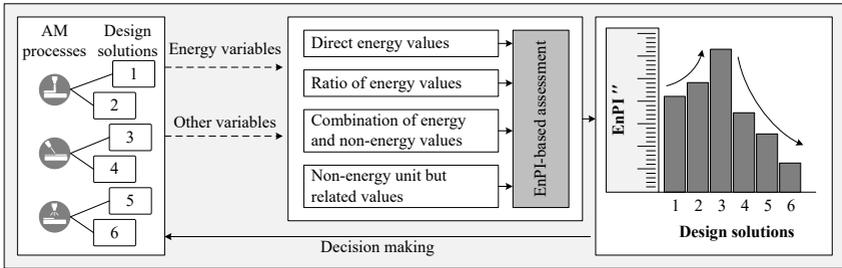 AM
processes
Design
solutions
1
2
3
4
5
6
Energy variables
Other variables
Direct energy values
Ratio of energy values
Combination of energy
and non-energy values
Non-energy unit but
related values
EnPI-based assessment
EnPI ″
1 2 3 4 5 6
Design solutions
Decision making